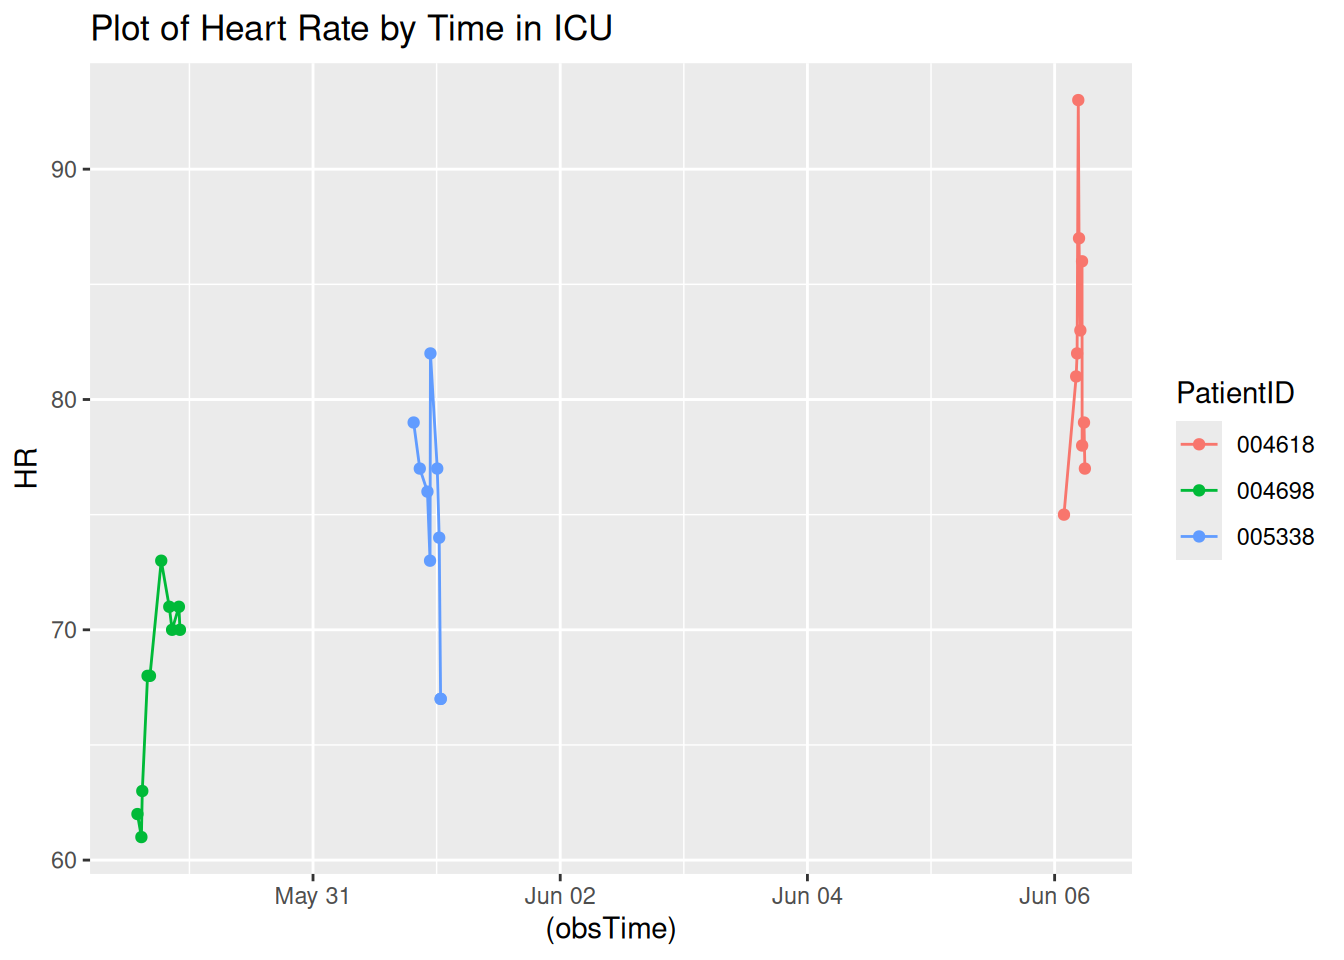 Plot of Heart Rate by Time in ICU
HR
90
80
70
60
May 31 Jun 02 Jun 04 Jun 06
(obsTime)
PatientID
004618
004698
005338